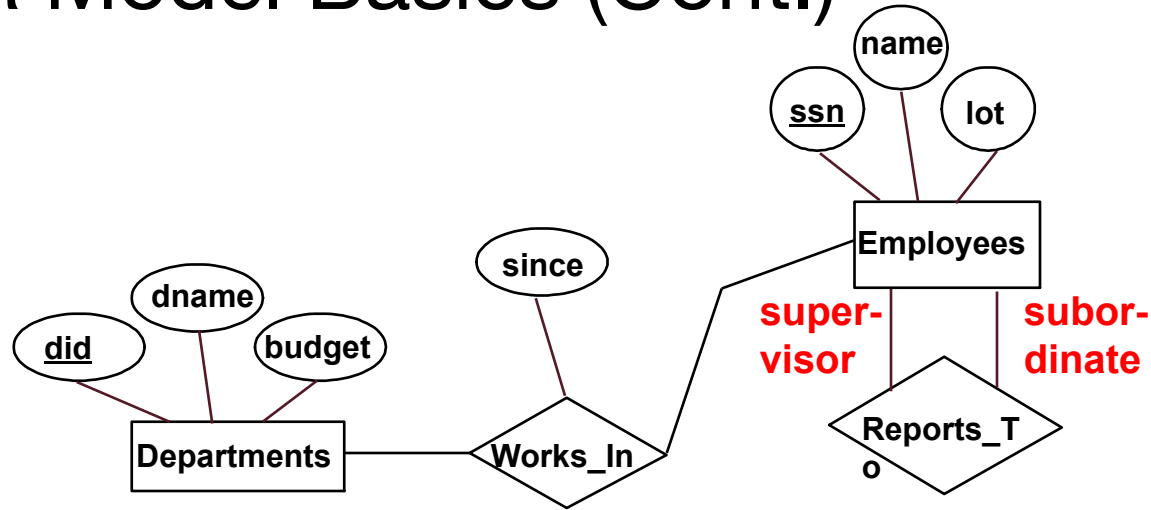 R Model Basics (Cont.)
name
ssn
lot
Employees
since
dname
did
budget
super-
visor
subor-
dinate
Departments
Works_In
Reports_T
o